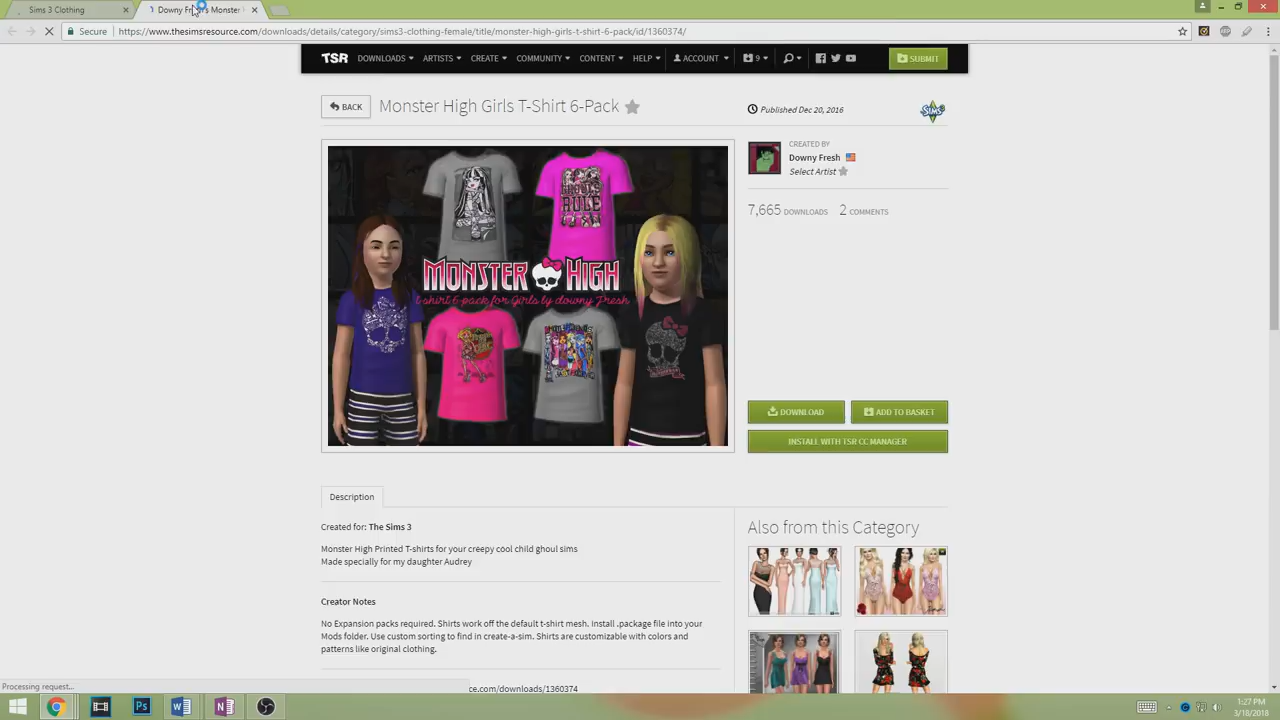 Sims 3 Clothing
Downy Fresh's Monster
Secure
https://www.thesimsresource.com/downloads/details/category/sims3-clothing-female/title/monster-high-girls-t-shirt-6-pack/id/1360374/
TSR DOWNLOADS ARTISTS CREATE COMMUNITY CONTENT HELP ACCOUNT 9 SUBMIT
BACK Monster High Girls T-Shirt 6-Pack
Published Dec 20, 2016
SIMS 3
CREATED BY
Downy Fresh
Select Artist
7,665 DOWNLOADS 2 COMMENTS
GHOULS
RULE
MONSTER HIGH
t-shirt 6-pack for Girls by downy Fresh
DOWNLOAD ADD TO BASKET
INSTALL WITH TSR CC MANAGER
Description
Created for: The Sims 3
Monster High Printed T-shirts for your creepy cool child ghoul sims
Made specially for my daughter Audrey
Creator Notes
No Expansion packs required. Shirts work off the default t-shirt mesh. Install .package file into your
Mods folder. Use custom sorting to find in create-a-sim. Shirts are customizable with colors and
patterns like original clothing.
ce.com/downloads/1360374
Also from this Category
Processing request...
1:27 PM
3/18/2018